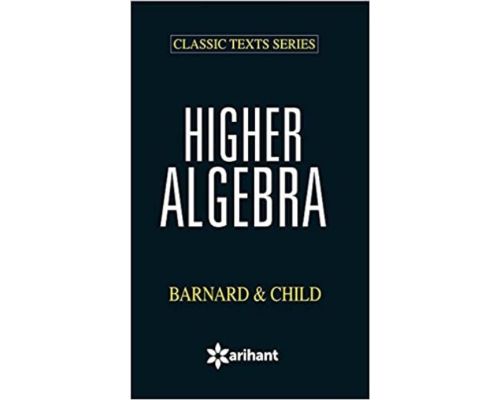 CLASSIC TEXTS SERIES
HIGHER
ALGEBRA
BARNARD & CHILD
arihant